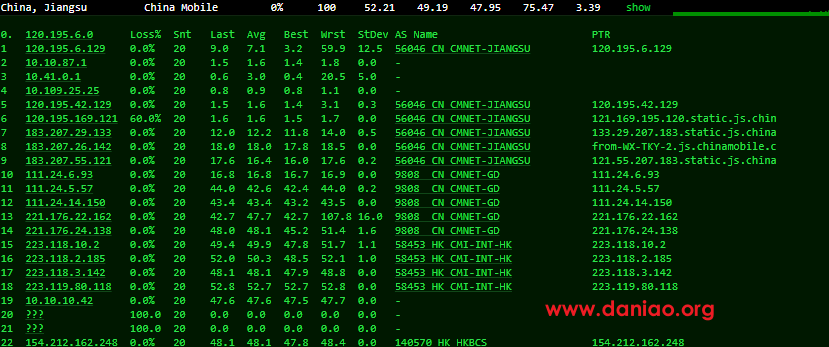 China, Jiangsu China Mobile 0% 100 52.21 49.19 47.95 75.47 3.39 show
0. 120.195.6.0 Loss% Snt Last Avg Best Wrst StDev AS Name PTR
1 120.195.6.129 0.0% 20 9.0 7.1 3.2 59.9 12.5 56046 CN CMNET-JIANGSU 120.195.6.129
2 10.10.87.1 0.0% 20 1.5 1.6 1.4 1.8 0.0 -
3 10.41.0.1 0.0% 20 0.6 3.0 0.4 20.5 5.0 -
4 10.109.25.25 0.0% 20 0.8 0.9 0.8 1.1 0.0 -
5 120.195.42.129 0.0% 20 1.5 1.6 1.4 3.1 0.3 56046 CN CMNET-JIANGSU 120.195.42.129
6 120.195.169.121 60.0% 20 1.6 1.6 1.5 1.7 0.0 56046 CN CMNET-JIANGSU 121.169.195.120.static.js.chin
7 183.207.29.133 0.0% 20 12.0 12.2 11.8 14.0 0.5 56046 CN CMNET-JIANGSU 133.29.207.183.static.js.china
8 183.207.26.142 0.0% 20 18.0 18.0 17.8 18.5 0.0 56046 CN CMNET-JIANGSU from-WX-TKY-2.js.chinamobile.c
9 183.207.55.121 0.0% 20 17.6 16.4 16.0 17.6 0.2 56046 CN CMNET-JIANGSU 121.55.207.183.static.js.china
10 111.24.6.93 0.0% 20 16.8 16.8 16.7 16.9 0.0 9808 CN CMNET-GD 111.24.6.93
11 111.24.5.57 0.0% 20 44.0 42.6 42.4 44.0 0.2 9808 CN CMNET-GD 111.24.5.57
12 111.24.14.150 0.0% 20 43.4 43.4 43.2 43.5 0.0 9808 CN CMNET-GD 111.24.14.150
13 221.176.22.162 0.0% 20 42.7 47.7 42.7 107.8 16.0 9808 CN CMNET-GD 221.176.22.162
14 221.176.24.138 0.0% 20 48.0 48.1 45.2 51.4 1.6 9808 CN CMNET-GD 221.176.24.138
15 223.118.10.2 0.0% 20 49.4 49.9 47.8 51.7 1.1 58453 HK CMI-INT-HK 223.118.10.2
16 223.118.2.185 0.0% 20 52.0 50.3 48.5 52.1 1.0 58453 HK CMI-INT-HK 223.118.2.185
17 223.118.3.142 0.0% 20 48.1 48.1 47.9 48.8 0.0 58453 HK CMI-INT-HK 223.118.3.142
18 223.119.80.118 0.0% 20 52.8 52.7 52.7 52.8 0.0 58453 HK CMI-INT-HK 223.119.80.118
19 10.10.10.42 0.0% 20 47.6 47.6 47.5 47.7 0.0 -
www.daniao.org
20 ??? 100.0 20 0.0 0.0 0.0 0.0 0.0 -
21 ??? 100.0 20 0.0 0.0 0.0 0.0 0.0 -
22 154.212.162.248 0.0% 20 48.1 48.1 47.8 48.4 0.0 140570 HK HKBCS 154.212.162.248